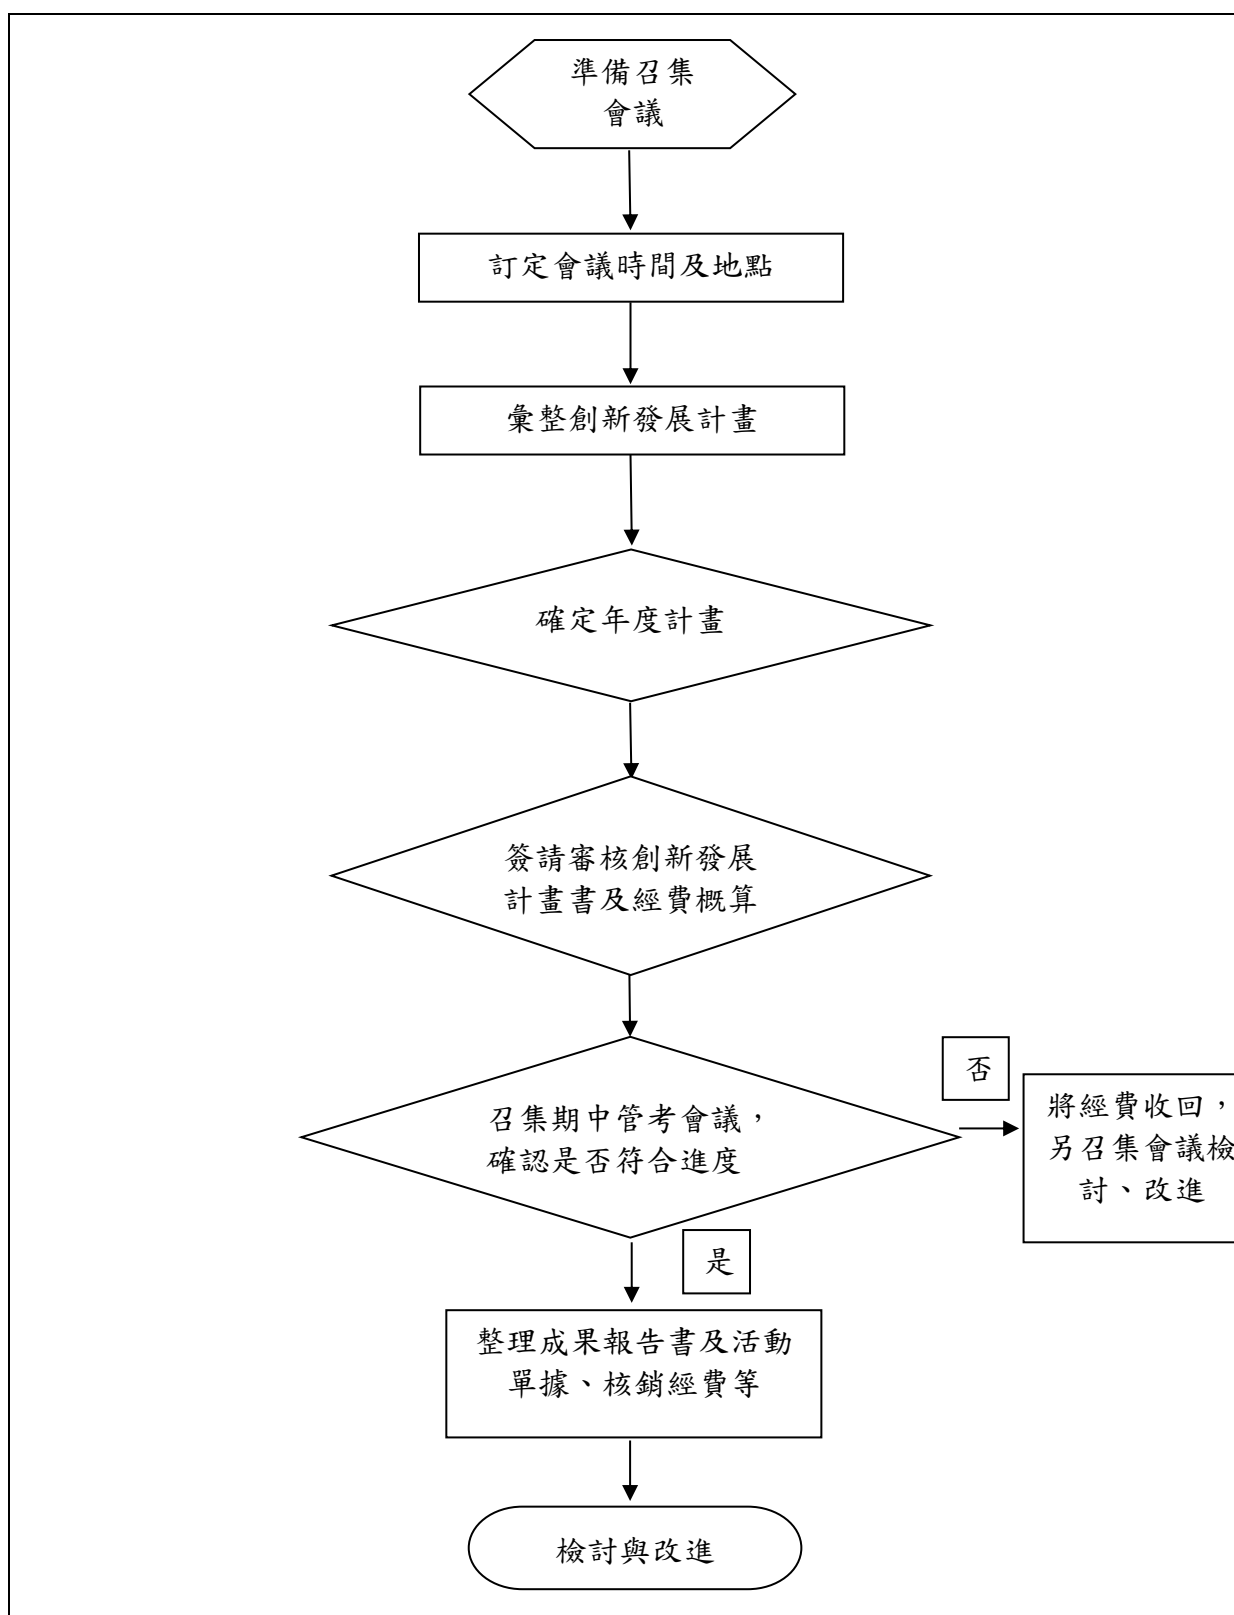 準備召集
會議
訂定會議時間及地點
彙整創新發展計畫
確定年度計畫
簽請審核創新發展
計畫書及經費概算
召集期中管考會議，
確認是否符合進度
否
將經費收回，
另召集會議檢
討、改進
是
整理成果報告書及活動
單據、核銷經費等
檢討與改進